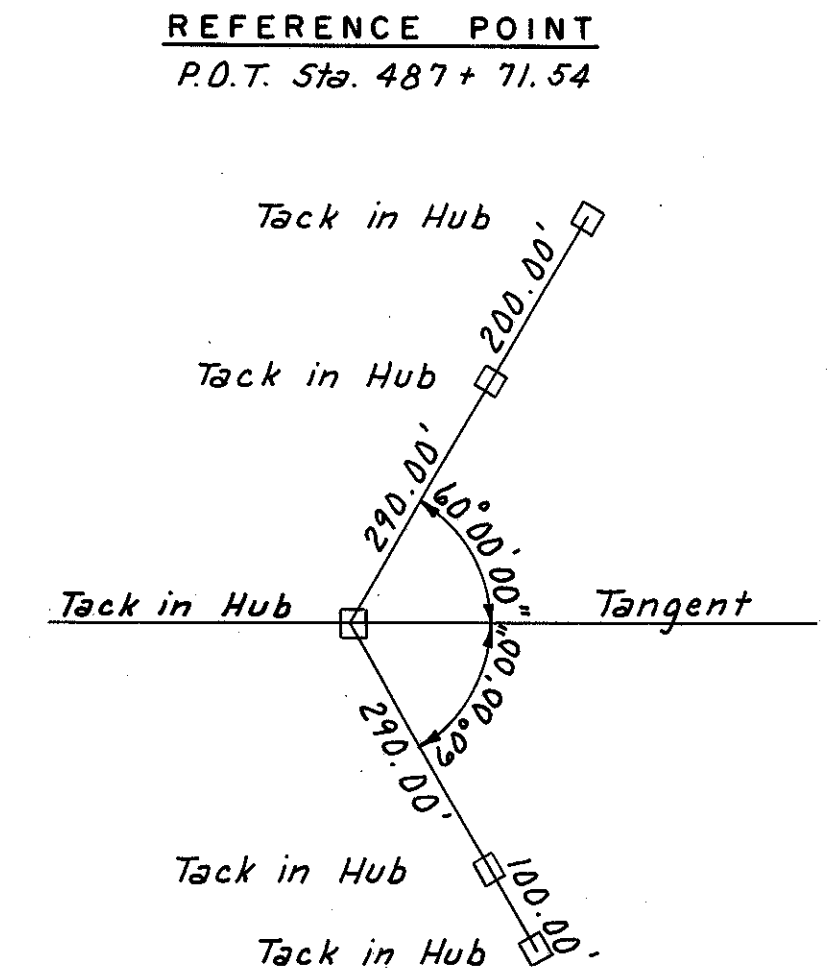 REFERENCE POINT
P.O.T. Sta. 487 + 71.54
Tack in Hub
200.00'
Tack in Hub
290.00'
60°00'00"
Tack in Hub
Tangent
60°00'00"
290.00'
Tack in Hub
100.00'
Tack in Hub